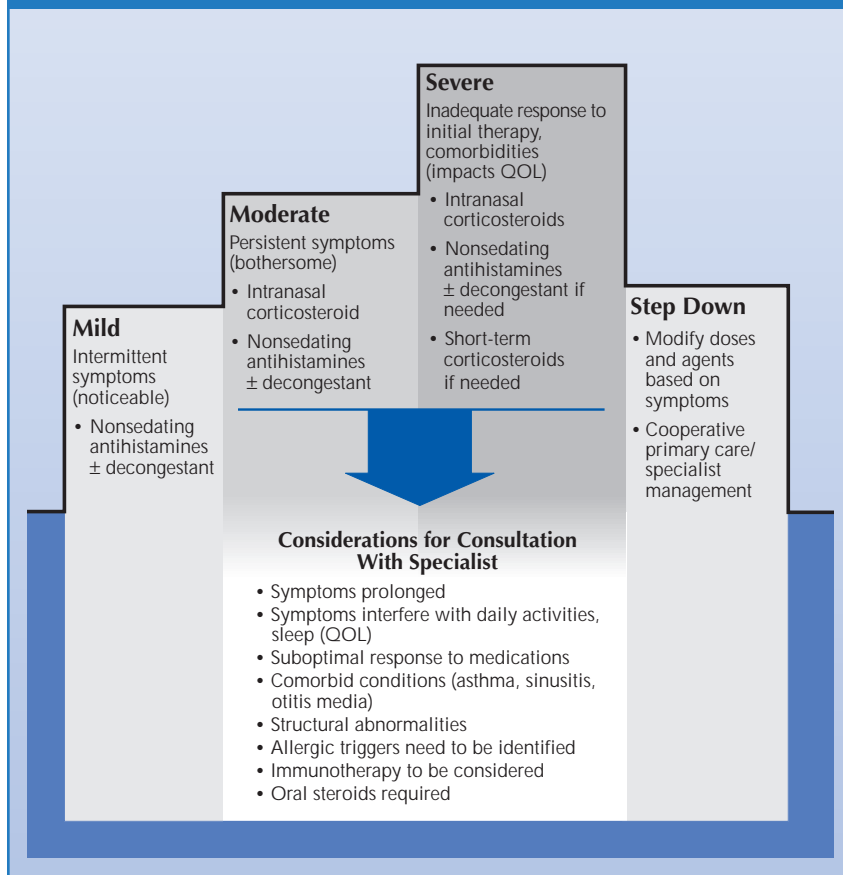 Mild
Intermittent
symptoms
(noticeable)
• Nonsedating
antihistamines
± decongestant
Moderate
Persistent symptoms
(bothersome)
• Intranasal
corticosteroid
• Nonsedating
antihistamines
± decongestant
Severe
Inadequate response to
initial therapy,
comorbidities
(impacts QOL)
• Intranasal
corticosteroids
• Nonsedating
antihistamines
± decongestant if
needed
• Short-term
corticosteroids
if needed
Step Down
• Modify doses
and agents
based on
symptoms
• Cooperative
primary care/
specialist
management
Considerations for Consultation
With Specialist
• Symptoms prolonged
• Symptoms interfere with daily activities,
sleep (QOL)
• Suboptimal response to medications
• Comorbid conditions (asthma, sinusitis,
otitis media)
• Structural abnormalities
• Allergic triggers need to be identified
• Immunotherapy to be considered
• Oral steroids required